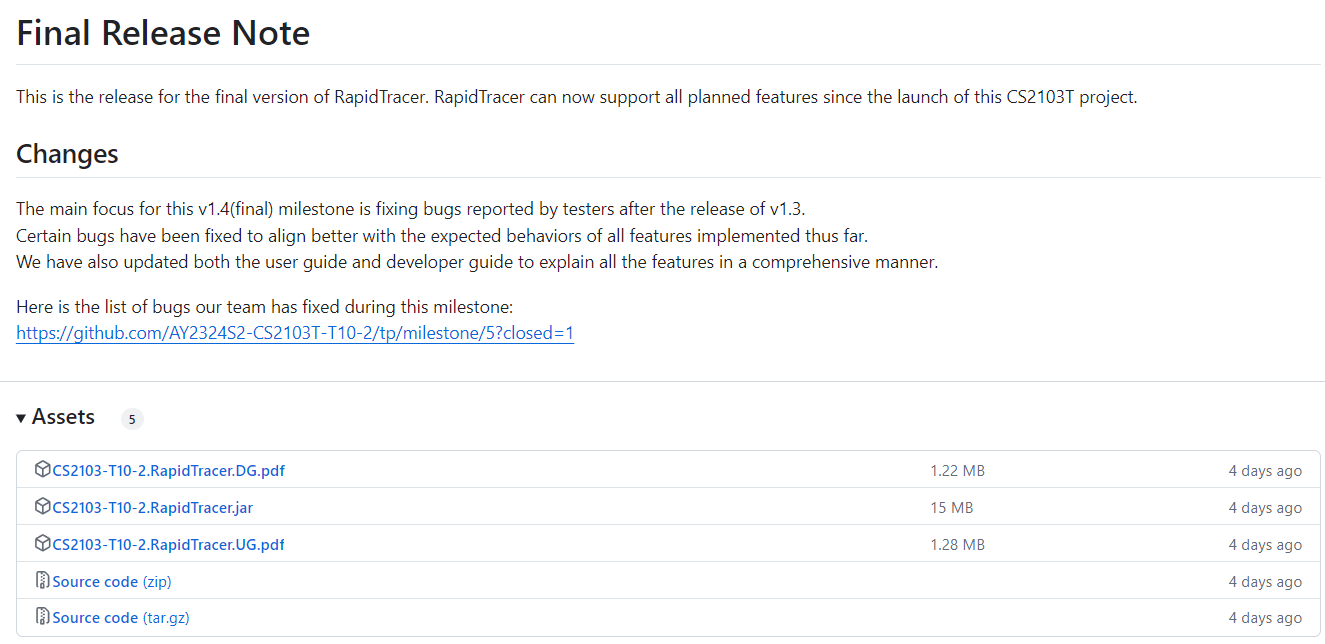 Final Release Note
This is the release for the final version of RapidTracer. RapidTracer can now support all planned features since the launch of this CS2103T project.
Changes
The main focus for this v1.4(final) milestone is fixing bugs reported by testers after the release of v1.3.
Certain bugs have been fixed to align better with the expected behaviors of all features implemented thus far.
We have also updated both the user guide and developer guide to explain all the features in a comprehensive manner.
Here is the list of bugs our team has fixed during this milestone:
https://github.com/AY2324S2-CS2103T-T10-2/tp/milestone/5?closed=1
Assets 5
CS2103-T10-2.RapidTracer.DG.pdf 1.22 MB 4 days ago
CS2103-T10-2.RapidTracer.jar 15 MB 4 days ago
CS2103-T10-2.RapidTracer.UG.pdf 1.28 MB 4 days ago
Source code (zip) 4 days ago
Source code (tar.gz) 4 days ago